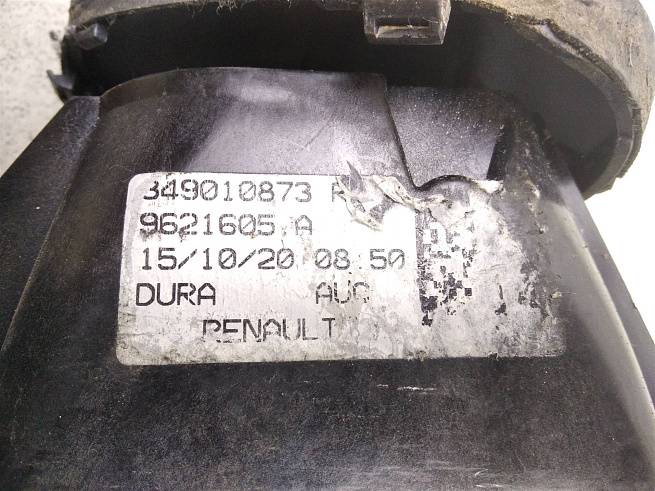 349010873 R
9621605 A
15/10/20 08:50
DURA AUC
RENAULT